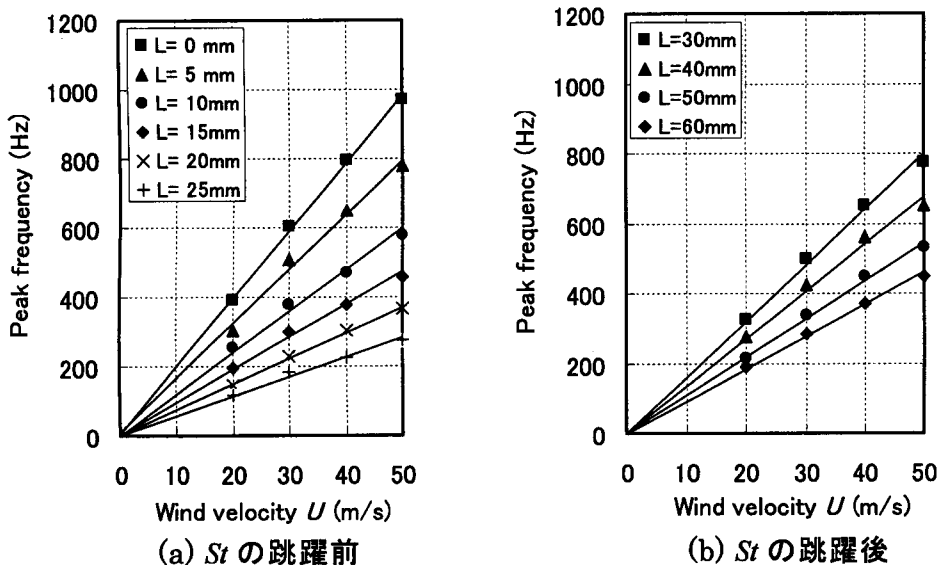 1200
1000
800
600
400
200
0
Peak frequency (Hz)
■ L= 0 mm
▲ L= 5 mm
● L= 10mm
◆ L= 15mm
× L= 20mm
+ L= 25mm
0 10 20 30 40 50
Wind velocity U (m/s)
(a) St の跳躍前
1200
1000
800
600
400
200
0
Peak frequency (Hz)
■ L=30mm
▲ L=40mm
● L=50mm
◆ L=60mm
0 10 20 30 40 50
Wind velocity U (m/s)
(b) St の跳躍後